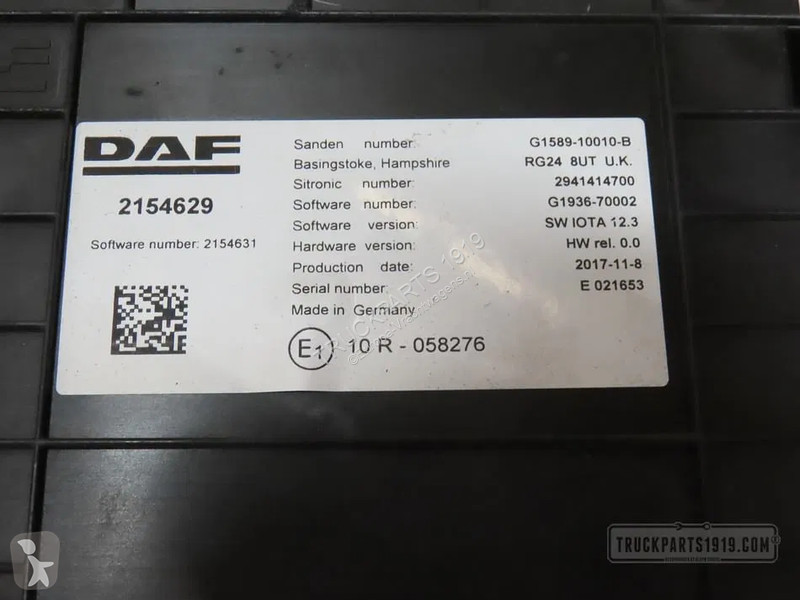 DAF
2154629
Software number: 2154631
Sanden number: G1589-10010-B
Basingstoke, Hampshire RG24 8UT U.K.
Sitronic number: 2941414700
Software number: G1936-70002
Software version: SW IOTA 12.3
Hardware version: HW rel. 0.0
Production date: 2017-11-8
Serial number: E 021653
Made in Germany
E1 10 R - 058276
TRUCKPARTS 1919
TRUCKPARTS1919.COM